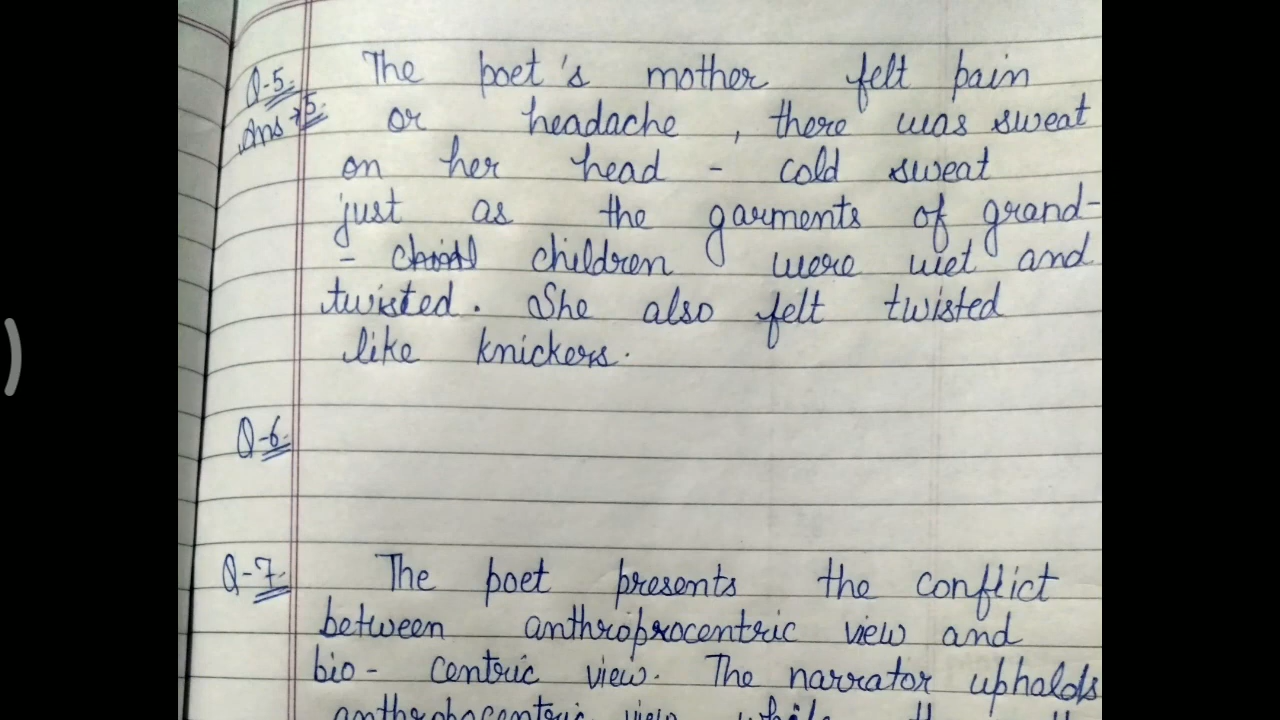 Q-5. The poet's mother felt pain
Ans→5. or headache, there was sweat
on her head - cold sweat
just as the garments of grand-
- children were wet and
twisted. She also felt twisted
like knickers.
Q-6.
Q-7. The poet presents the conflict
between anthroprocentric view and
bio- centric view. The narrator upholds
view